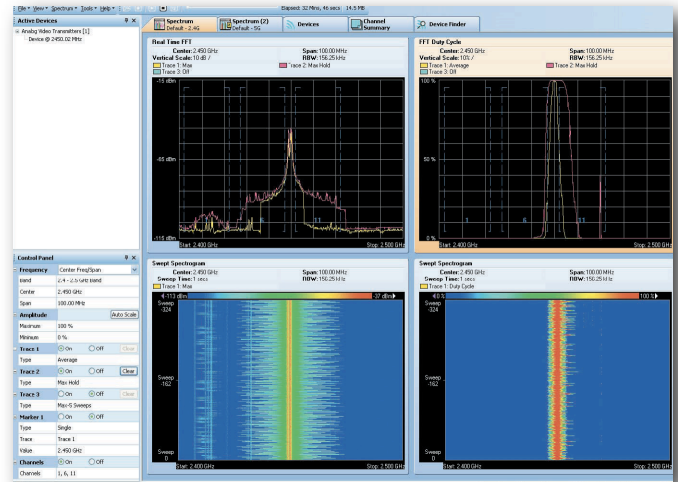 File View Spectrum Tools Help
Elapsed: 32 Mins, 46 secs 14.5 MB
Active Devices
Analog Video Transmitters [1]
Device @ 2450.02 MHz
Spectrum
Default - 2.4G
Spectrum (2)
Default - 5G
Devices
Channel
Summary
Device Finder
Real Time FFT
Center: 2.450 GHz Span: 100.00 MHz
Vertical Scale: 10 dB / RBW: 156.25 kHz
Trace 1: Max Trace 2: Max Hold
Trace 3: Off
-15 dBm
-65 dBm
-115 dBm
6 11
Start: 2.400 GHz Stop: 2.500 GHz
FFT Duty Cycle
Center: 2.450 GHz Span: 100.00 MHz
Vertical Scale: 10% / RBW: 156.25 kHz
Trace 1: Average Trace 2: Max Hold
Trace 3: Off
100 %
50 %
0 %
1 6 11
Start: 2.400 GHz Stop: 2.500 GHz
Control Panel
Frequency Center Freq/Span
Band 2.4 - 2.5 GHz Band
Center 2.450 GHz
Span 100.00 MHz
Amplitude Auto Scale
Maximum 100 %
Minimum 0 %
Trace 1 On Off Clear
Type Average
Trace 2 On Off Clear
Type Max Hold
Trace 3 On Off Clear
Type Max-5 Sweeps
Marker 1 On Off
Type Single
Trace Trace 1
Value 2.450 GHz
Channels On Off
Channels 1, 6, 11
Swept Spectrogram
Center: 2.450 GHz Span: 100.00 MHz
Sweep Time: 1 secs RBW: 156.25 kHz
Trace 1: Max
-113 dBm -37 dBm
Sweep
-324
Sweep
-162
Sweep
0
Start: 2.400 GHz Stop: 2.500 GHz
Swept Spectrogram
Center: 2.450 GHz Span: 100.00 MHz
Sweep Time: 1 secs RBW: 156.25 kHz
Trace 1: Duty Cycle
0 % 100 %
Sweep
-324
Sweep
-162
Sweep
0
Start: 2.400 GHz Stop: 2.500 GHz